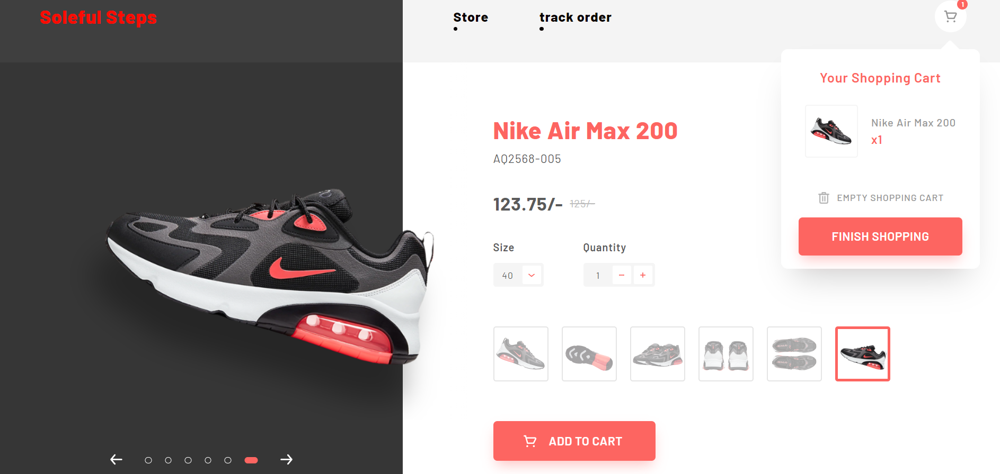 Soleful Steps
Store
track order
1
Your Shopping Cart
Nike Air Max 200
x1
EMPTY SHOPPING CART
FINISH SHOPPING
Nike Air Max 200
AQ2568-005
123.75/- 125/-
Size
Quantity
40
1
ADD TO CART